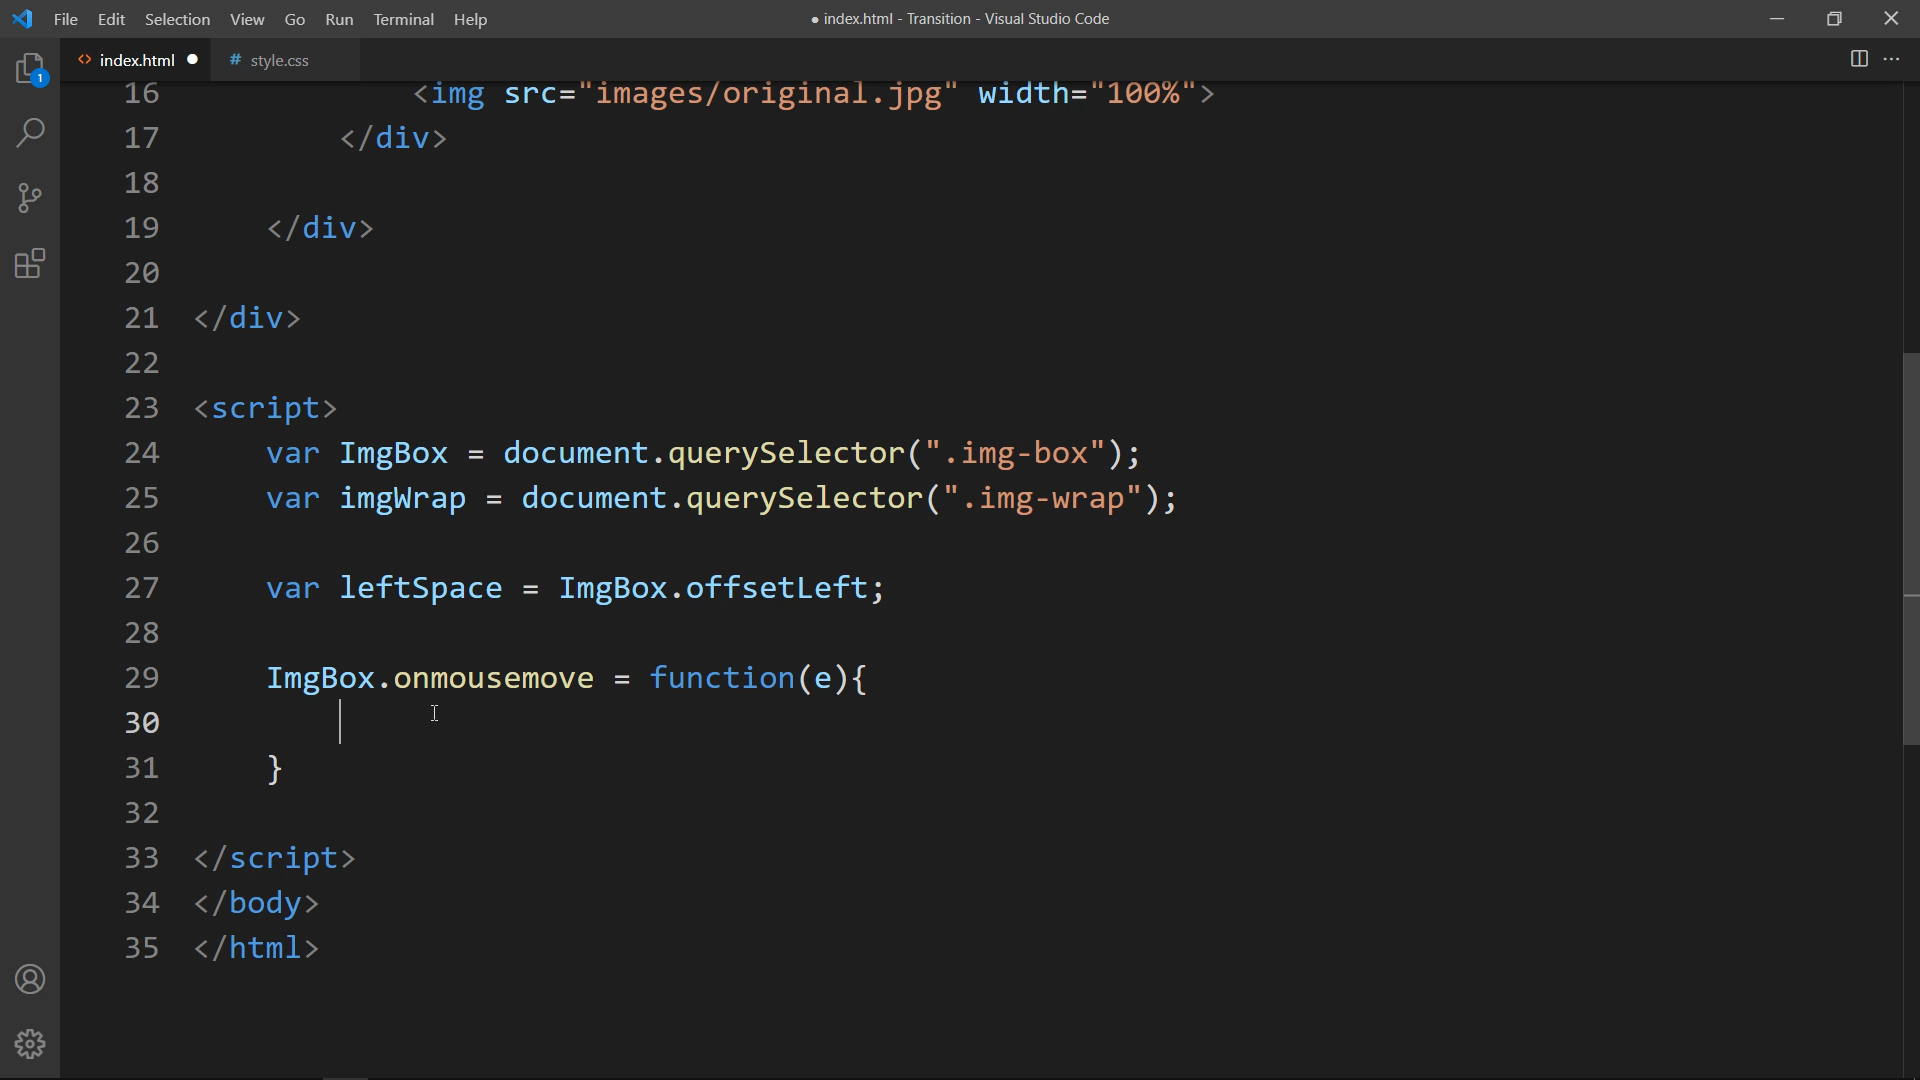 File Edit Selection View Go Run Terminal Help ● index.html - Transition - Visual Studio Code
1
<> index.html ● # style.css
16 <img src="images/original.jpg" width="100%">
17 </div>
18
19 </div>
20
21 </div>
22
23 <script>
24 var ImgBox = document.querySelector(".img-box");
25 var imgWrap = document.querySelector(".img-wrap");
26
27 var leftSpace = ImgBox.offsetLeft;
28
29 ImgBox.onmousemove = function(e){
30
31 }
32
33 </script>
34 </body>
35 </html>